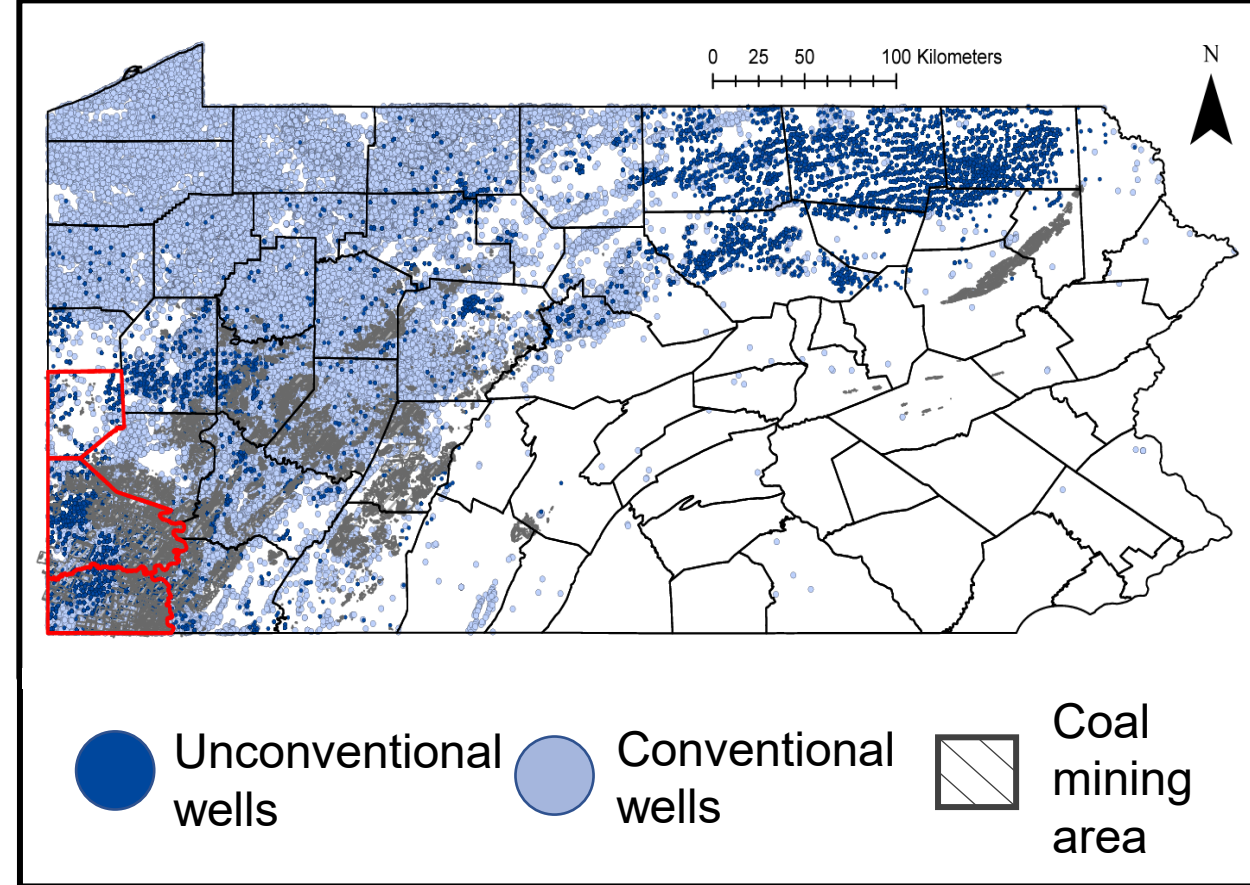 0 25 50 100 Kilometers
N
Unconventional
wells
Conventional
wells
Coal
mining
area